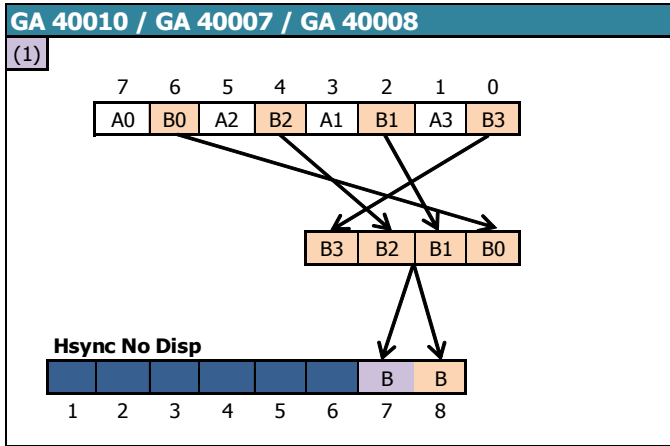 GA 40010 / GA 40007 / GA 40008
(1)
7 6 5 4 3 2 1 0
A0 B0 A2 B2 A1 B1 A3 B3
B3 B2 B1 B0
Hsync No Disp
B B
1 2 3 4 5 6 7 8